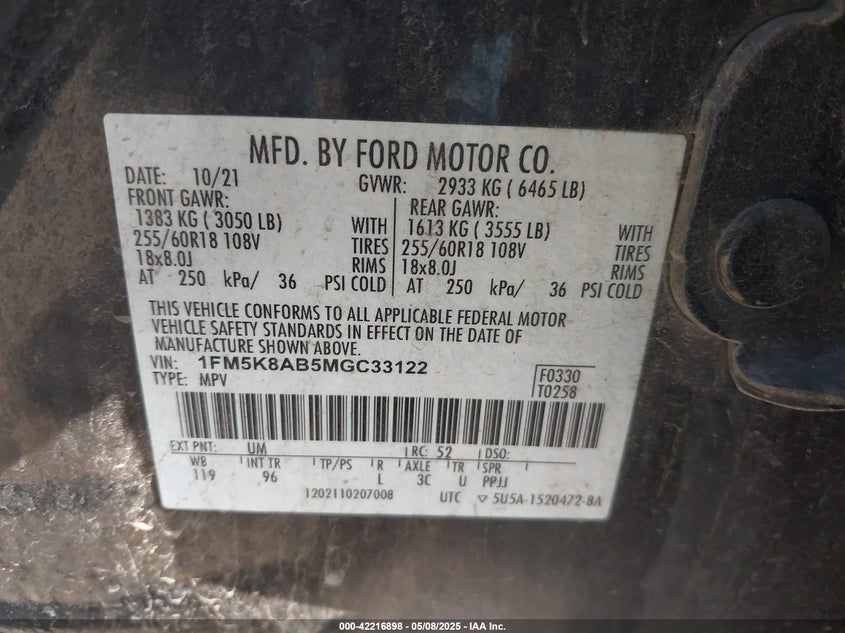 MFD. BY FORD MOTOR CO.
DATE: 10/21 GVWR: 2933 KG ( 6465 LB)
FRONT GAWR: REAR GAWR:
1383 KG ( 3050 LB) WITH 1613 KG ( 3555 LB) WITH
255/60R18 108V TIRES 255/60R18 108V TIRES
18x8.0J RIMS 18x8.0J RIMS
AT 250 kPa/ 36 PSI COLD AT 250 kPa/ 36 PSI COLD
THIS VEHICLE CONFORMS TO ALL APPLICABLE FEDERAL MOTOR
VEHICLE SAFETY STANDARDS IN EFFECT ON THE DATE OF
MANUFACTURE SHOWN ABOVE.
VIN: 1FM5K8AB5MGC33122 F0330
TYPE: MPV T0258
EXT PNT: UM RC: 52 DSO:
WB INT TR TP/PS R AXLE TR SPR
119 96 L 3C U PPJJ
1202110207008 UTC ▽ 5U5A-1520472-BA
000-42216898 - 05/08/2025 - IAA Inc.